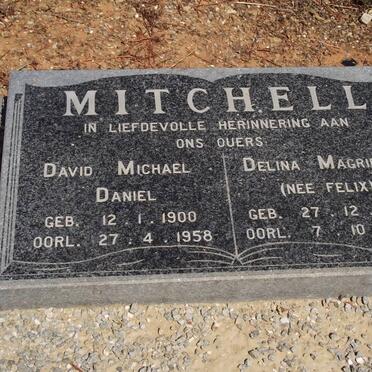 MITCHELL
IN LIEFDEVOLLE HERINNERING AAN
ONS OUERS
DAVID MICHAEL
DANIEL
GEB. 12 . 1 . 1900
OORL. 27 . 4 . 1958
DELINA
(NEE FELIX)
GEB. 27 . 12
OORL. 7 . 10